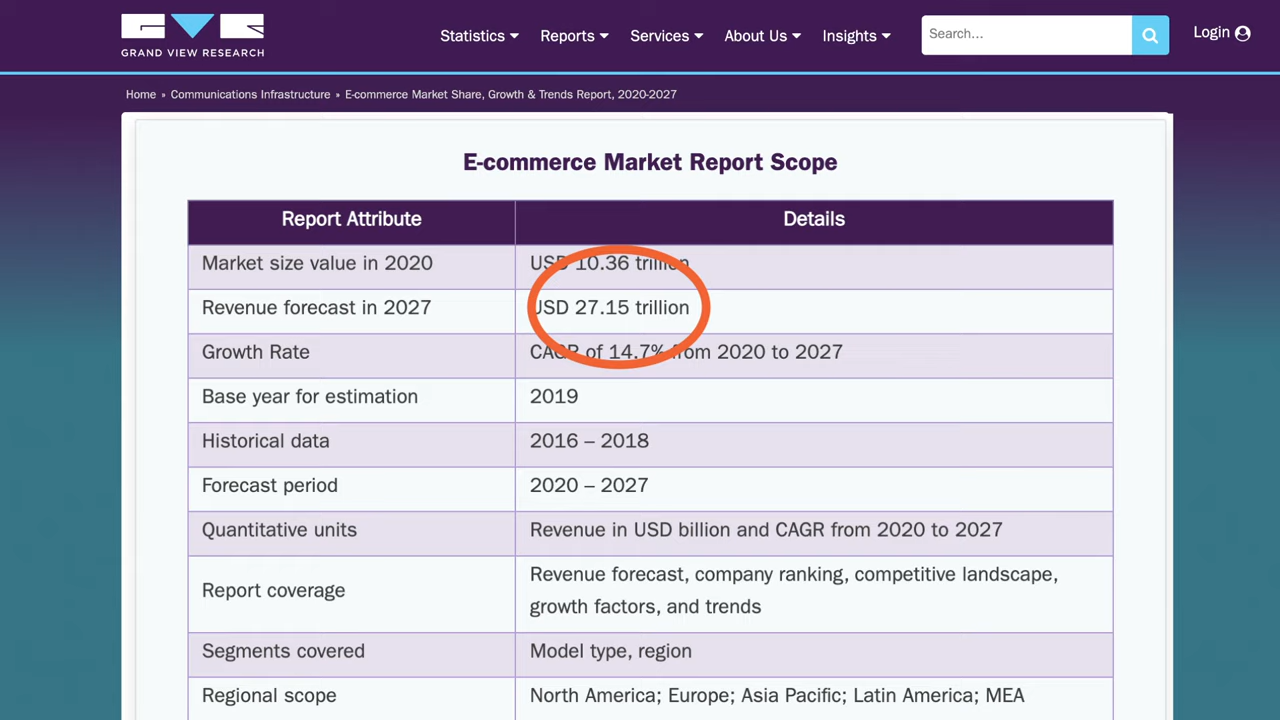 GRAND VIEW RESEARCH
Statistics Reports Services About Us Insights Search... Login
Home » Communications Infrastructure » E-commerce Market Share, Growth & Trends Report, 2020-2027
E-commerce Market Report Scope
Report Attribute Details
Market size value in 2020 USD 10.36 trillion
Revenue forecast in 2027 USD 27.15 trillion
Growth Rate CAGR of 14.7% from 2020 to 2027
Base year for estimation 2019
Historical data 2016 – 2018
Forecast period 2020 – 2027
Quantitative units Revenue in USD billion and CAGR from 2020 to 2027
Report coverage Revenue forecast, company ranking, competitive landscape,
growth factors, and trends
Segments covered Model type, region
Regional scope North America; Europe; Asia Pacific; Latin America; MEA